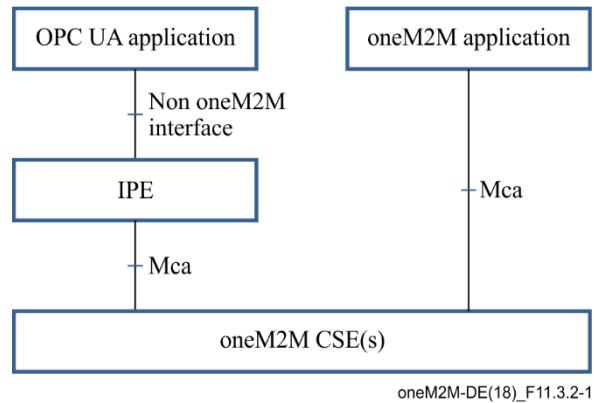 OPC UA application
oneM2M application
Non oneM2M
interface
IPE
Mca
Mca
oneM2M CSE(s)
oneM2M-DE(18)_F11.3.2-1